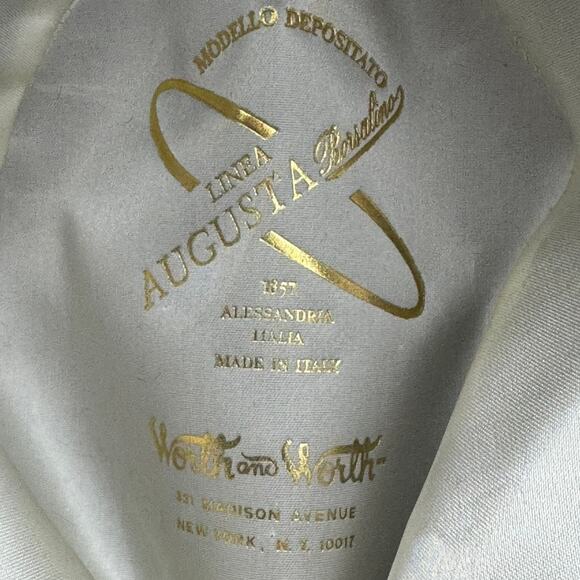 MODELLO DEPOSITATO
LINEA
AUGUSTA Borsalino
1857
ALESSANDRIA
ITALIA
MADE IN ITALY
Worth and Worth
331 MADISON AVENUE
NEW YORK, N. Y. 10017